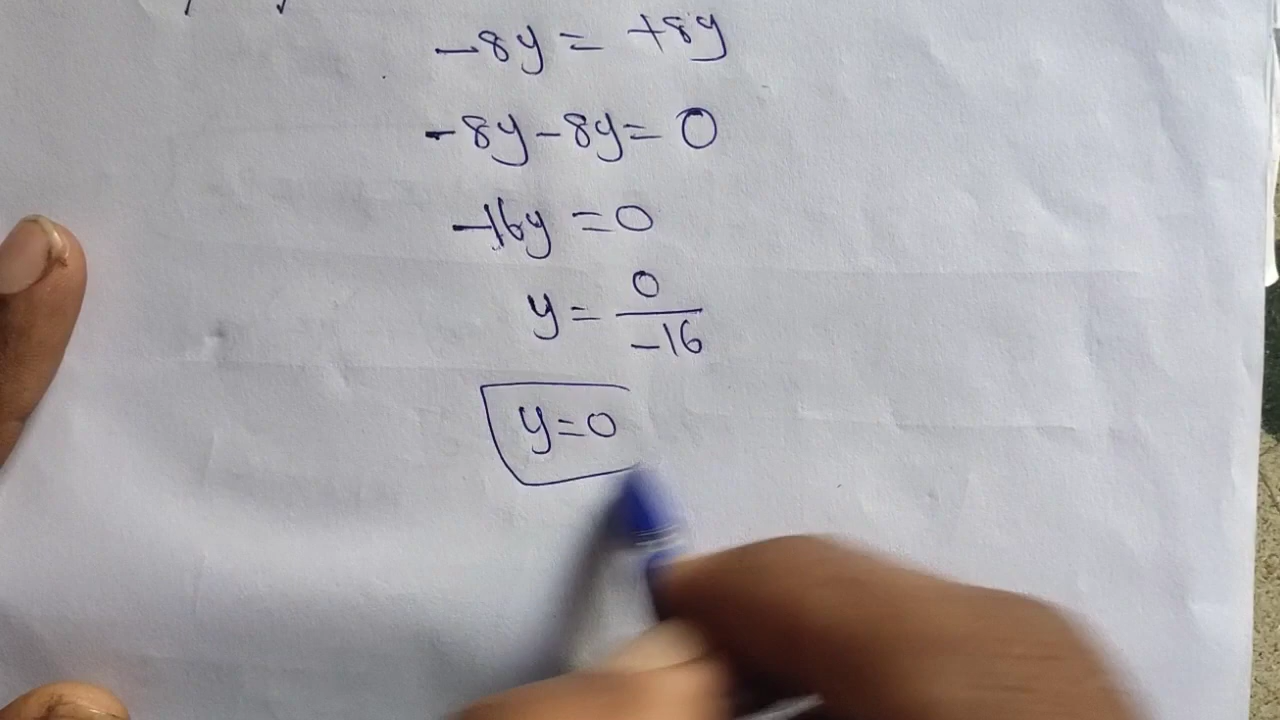 -8y = +8y
-8y-8y= 0
-16y = 0
y = 0/-16
y=0